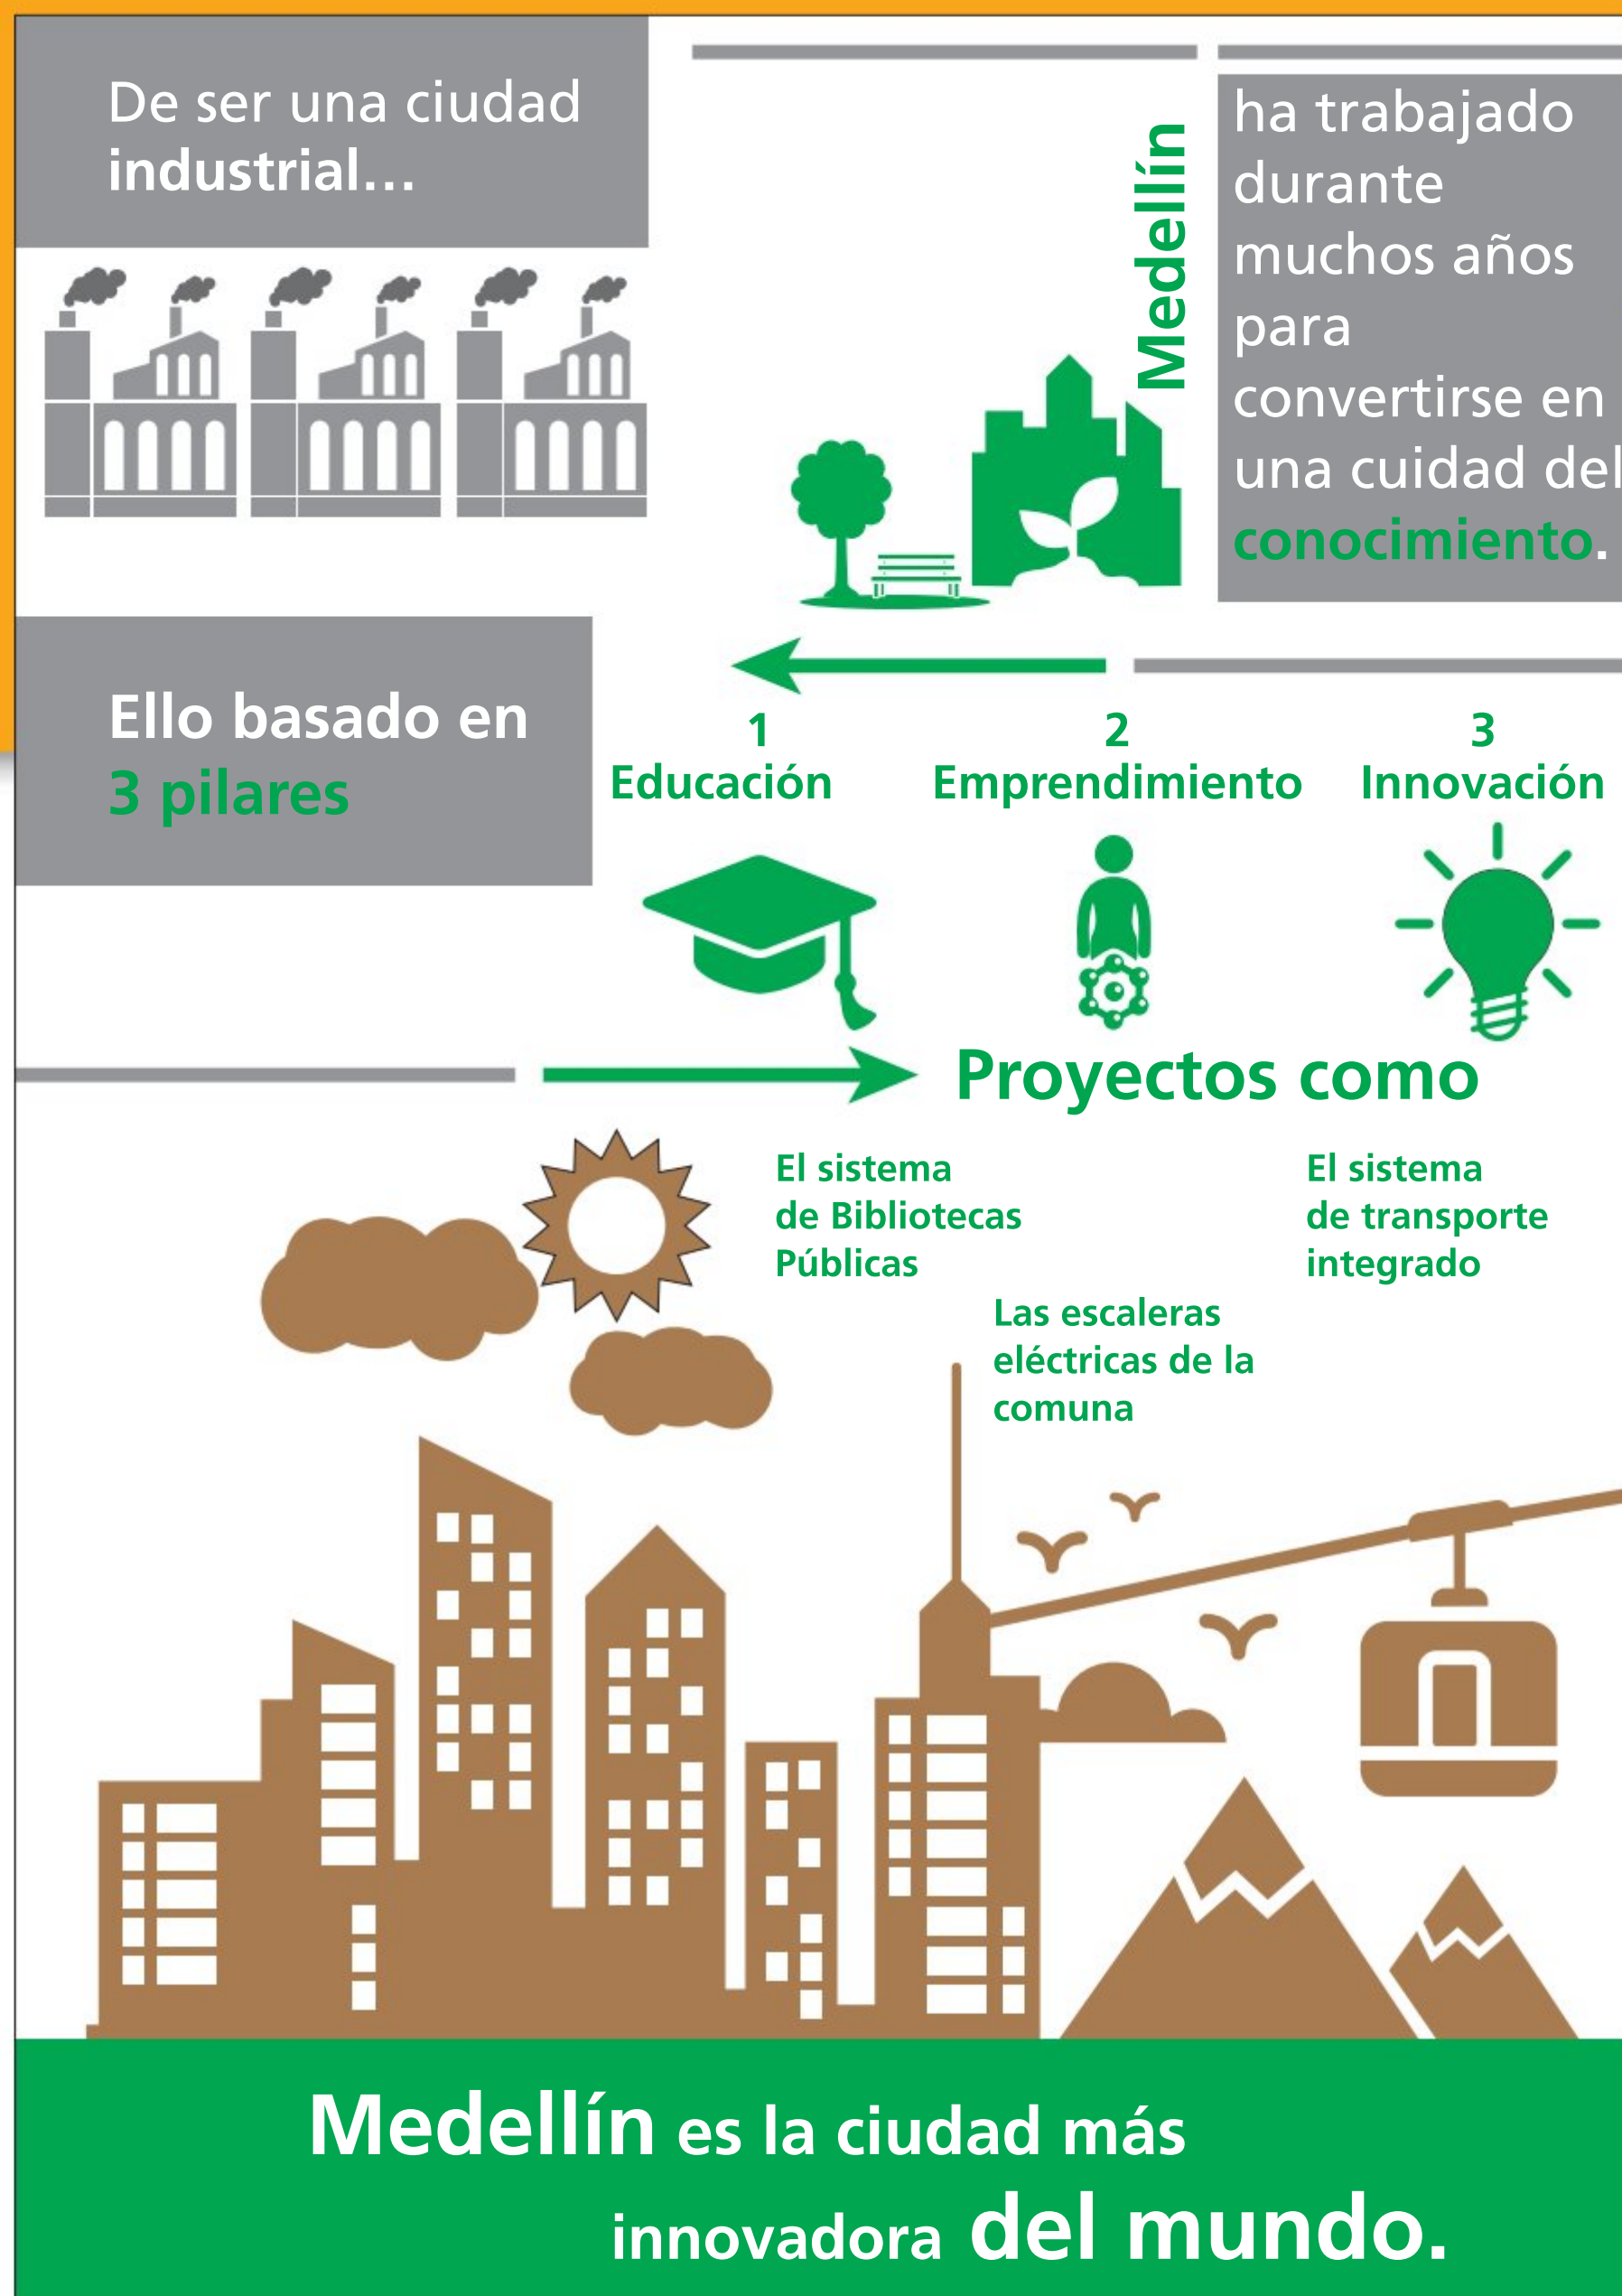 De ser una ciudad
industrial...
Medellín
ha trabajado
durante
muchos años
para
convertirse en
una cuidad del
conocimiento.
Ello basado en
3 pilares
1
Educación
2
Emprendimiento
3
Innovación
Proyectos como
El sistema
de Bibliotecas
Públicas
Las escaleras
eléctricas de la
comuna
El sistema
de transporte
integrado
Medellín es la ciudad más
innovadora del mundo.